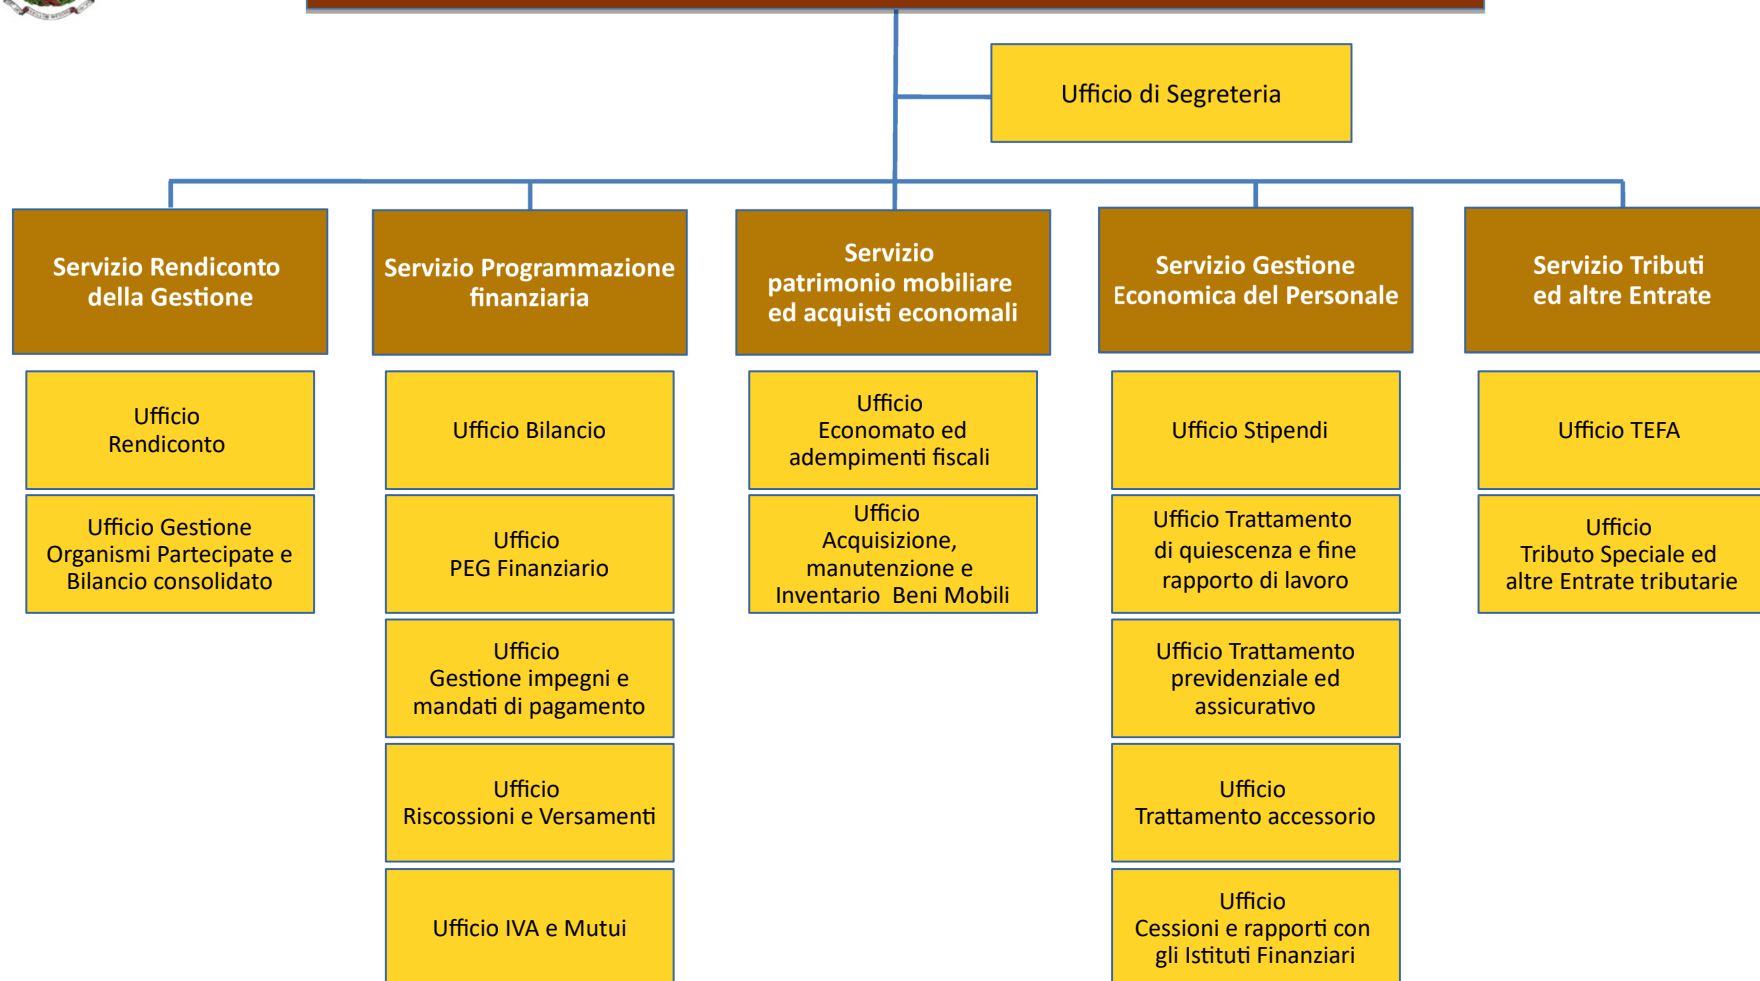 Ufficio di Segreteria
Servizio Rendiconto
della Gestione
Servizio Programmazione
finanziaria
Servizio
patrimonio mobiliare
ed acquisti economali
Servizio Gestione
Economica del Personale
Servizio Tributi
ed altre Entrate
Ufficio
Rendiconto
Ufficio Gestione
Organismi Partecipate e
Bilancio consolidato
Ufficio Bilancio
Ufficio
PEG Finanziario
Ufficio
Gestione impegni e
mandati di pagamento
Ufficio
Riscossioni e Versamenti
Ufficio IVA e Mutui
Ufficio
Economato ed
adempimenti fiscali
Ufficio
Acquisizione,
manutenzione e
Inventario Beni Mobili
Ufficio Stipendi
Ufficio Trattamento
di quiescenza e fine
rapporto di lavoro
Ufficio Trattamento
previdenziale ed
assicurativo
Ufficio
Trattamento accessorio
Ufficio
Cessioni e rapporti con
gli Istituti Finanziari
Ufficio TEFA
Ufficio
Tributo Speciale ed
altre Entrate tributarie